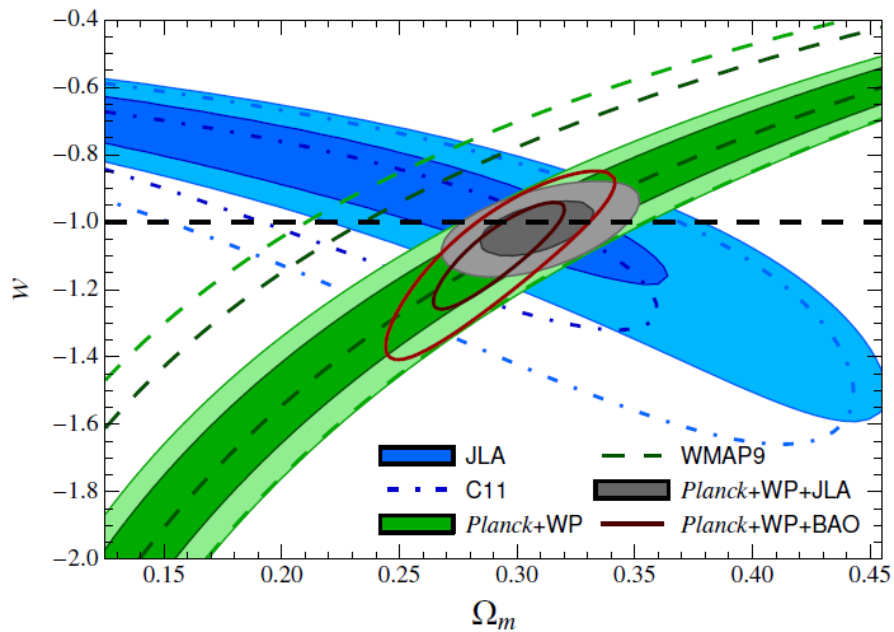 −0.4
−0.6
−0.8
−1.0
−1.2
−1.4
−1.6
−1.8
−2.0
w
0.15 0.20 0.25 0.30 0.35 0.40 0.45
Ωm
JLA WMAP9
C11 Planck+WP+JLA
Planck+WP Planck+WP+BAO